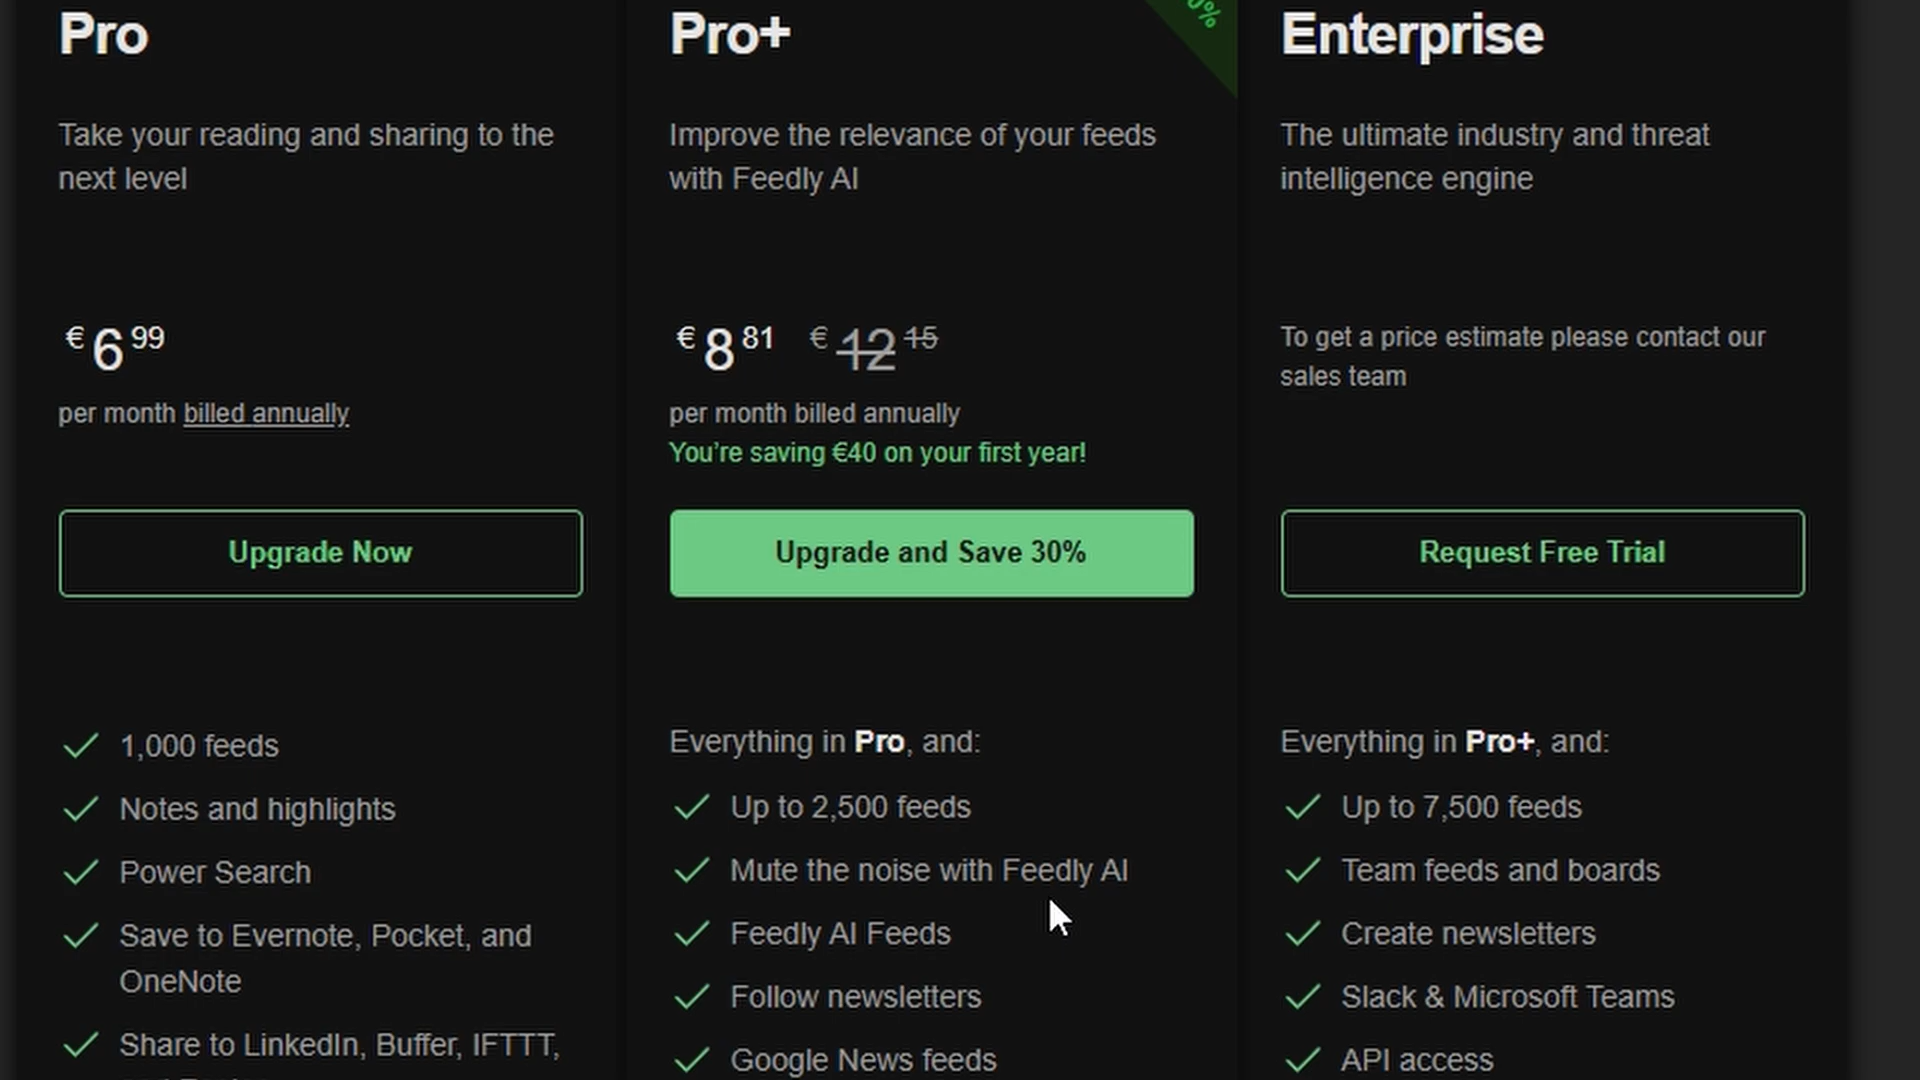 Pro
Take your reading and sharing to the
next level
€ 6 99
per month billed annually
Upgrade Now
1,000 feeds
Notes and highlights
Power Search
Save to Evernote, Pocket, and
OneNote
Share to LinkedIn, Buffer, IFTTT,
Pro+
Improve the relevance of your feeds
with Feedly AI
€ 8 81 € 12 15
per month billed annually
You're saving €40 on your first year!
Upgrade and Save 30%
Everything in Pro, and:
Up to 2,500 feeds
Mute the noise with Feedly AI
Feedly AI Feeds
Follow newsletters
Google News feeds
Enterprise
The ultimate industry and threat
intelligence engine
To get a price estimate please contact our
sales team
Request Free Trial
Everything in Pro+, and:
Up to 7,500 feeds
Team feeds and boards
Create newsletters
Slack & Microsoft Teams
API access